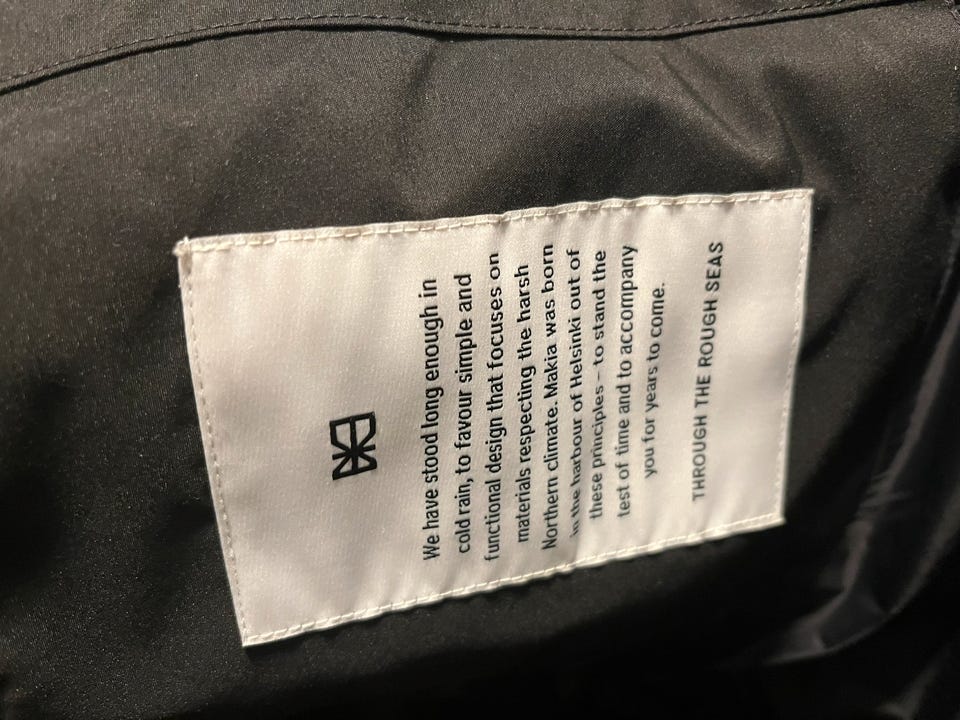 We have stood long enough in
cold rain, to favour simple and
functional design that focuses on
materials respecting the harsh
Northern climate. Makia was born
in the harbour of Helsinki out of
these principles – to stand the
test of time and to accompany
you for years to come.
THROUGH THE ROUGH SEAS